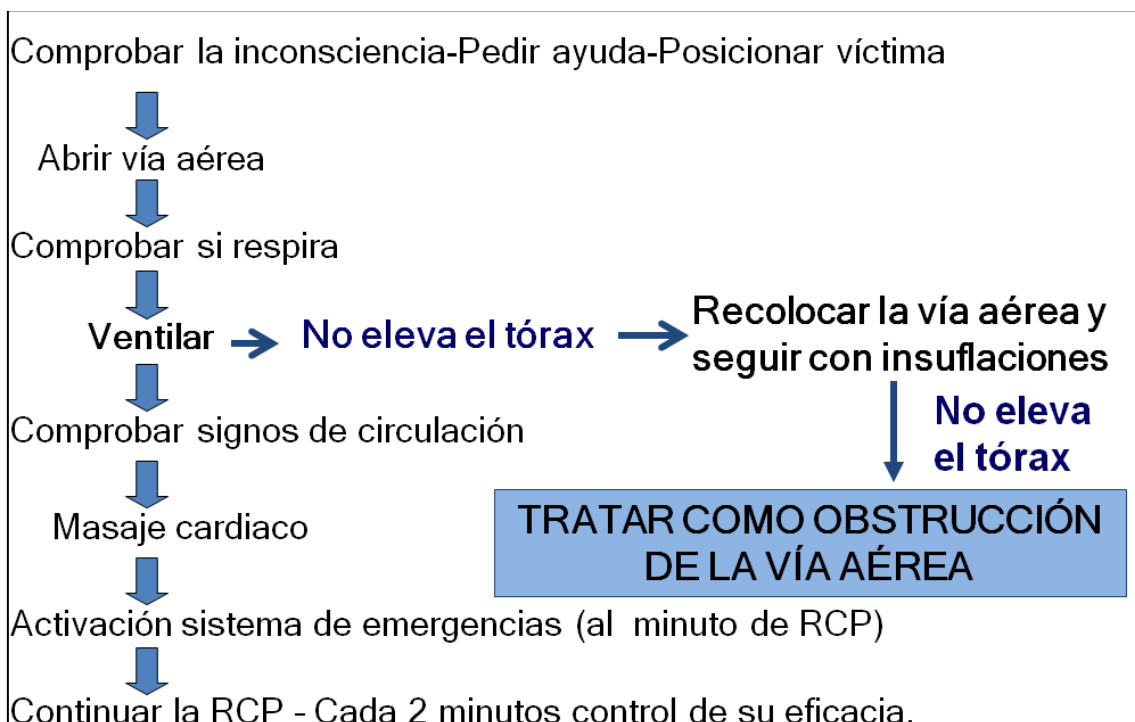 Comprobar la inconsciencia-Pedir ayuda-Posicionar víctima
Abrir vía aérea
Comprobar si respira
Ventilar
No eleva el tórax
Recolocar la vía aérea y
seguir con insuflaciones
No eleva
el tórax
Comprobar signos de circulación
Masaje cardiaco
TRATAR COMO OBSTRUCCIÓN
DE LA VÍA AÉREA
Activación sistema de emergencias (al minuto de RCP)
Continuar la RCP - Cada 2 minutos control de su eficacia.